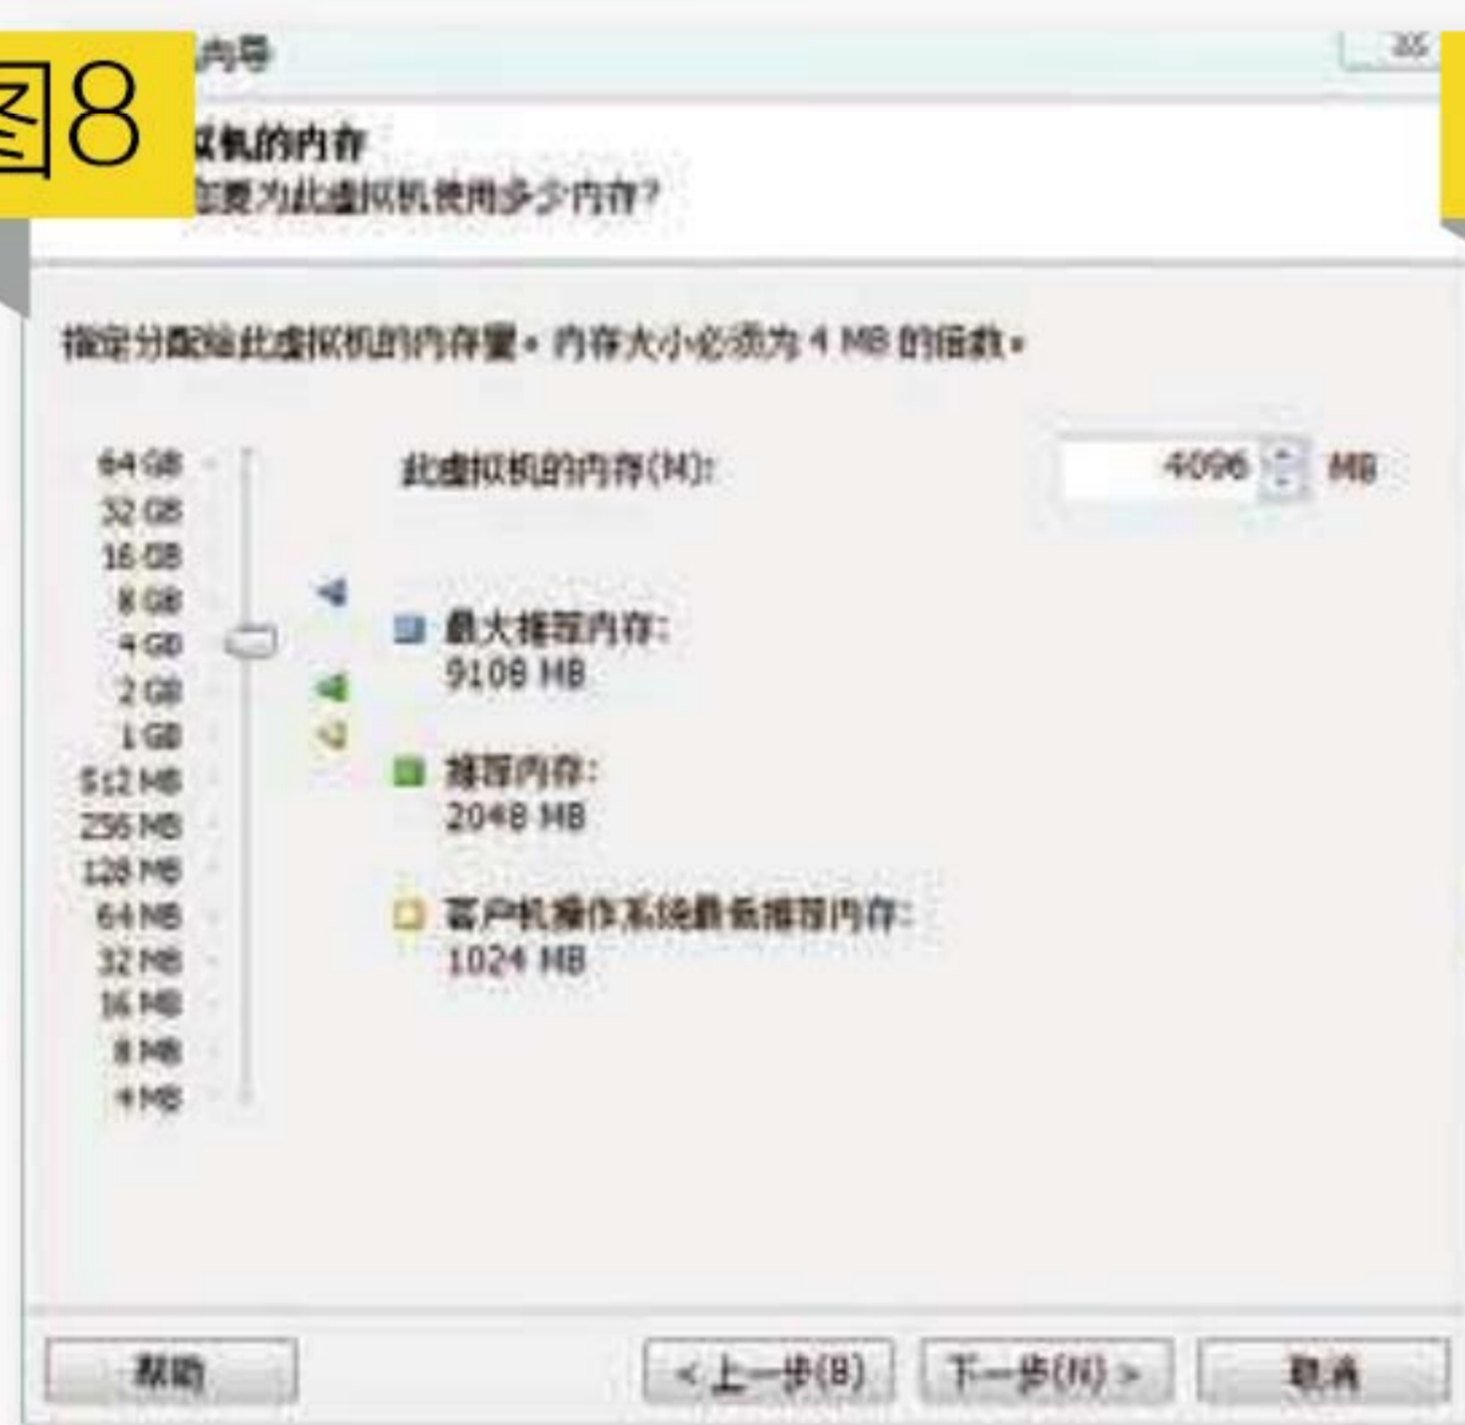 图8
向导
拟机的内存
您要为此虚拟机使用多少内存?
指定分配给此虚拟机的内存量。内存大小必须为 4 MB 的倍数。
64 GB
32 GB
16 GB
8 GB
4 GB
2 GB
1 GB
512 MB
256 MB
128 MB
64 MB
32 MB
16 MB
8 MB
4 MB
此虚拟机的内存(M):
4096 MB
最大推荐内存:
9108 MB
推荐内存:
2048 MB
客户机操作系统最低推荐内存:
1024 MB
帮助
< 上一步(B)
下一步(N) >
取消